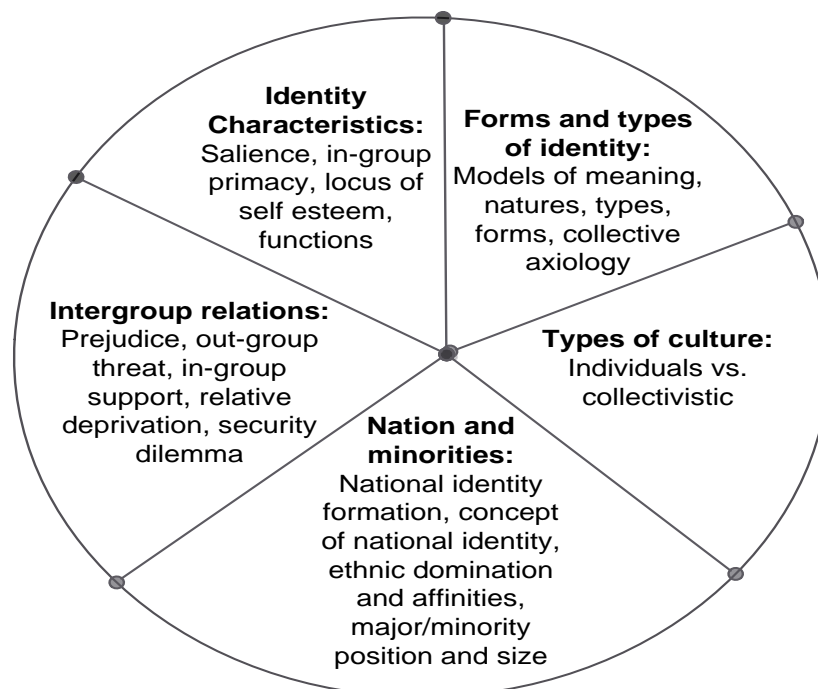 Identity
Characteristics:
Salience, in-group
primacy, locus of
self esteem,
functions
Forms and types
of identity:
Models of meaning,
natures, types,
forms, collective
axiology
Intergroup relations:
Prejudice, out-group
threat, in-group
support, relative
deprivation, security
dilemma
Types of culture:
Individuals vs.
collectivistic
Nation and
minorities:
National identity
formation, concept
of national identity,
ethnic domination
and affinities,
major/minority
position and size